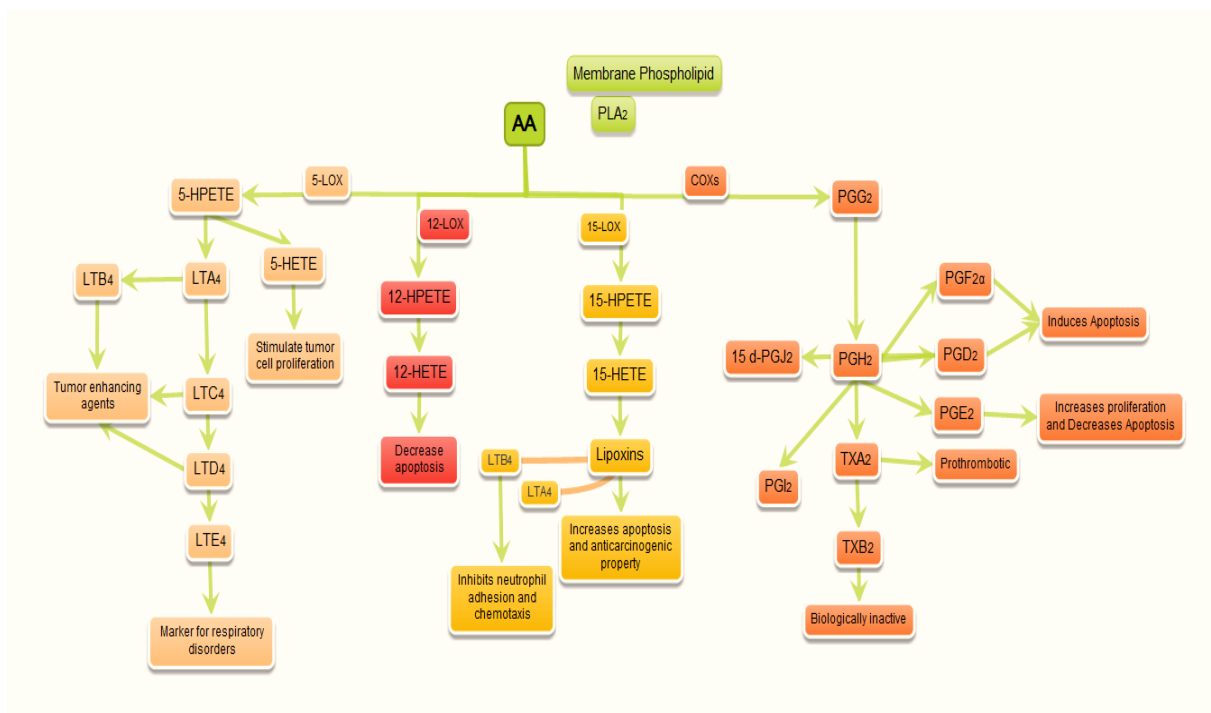 Membrane Phospholipid
PLA₂
AA
5-LOX
COXs
5-HPETE
PGG₂
12-LOX
15-LOX
5-HETE
LTB₄
LTA₄
PGF₂α
12-HPETE
15-HPETE
Induces Apoptosis
Stimulate tumor
cell proliferation
15 d-PGJ₂
PGH₂
PGD₂
12-HETE
15-HETE
Tumor enhancing
agents
LTC₄
PGE₂
Increases proliferation
and Decreases Apoptosis
Decrease
apoptosis
LTB₄
Lipoxins
LTD₄
TXA₂
Prothrombotic
LTA₄
PGI₂
Increases apoptosis
and anticarcinogenic
property
LTE₄
TXB₂
Inhibits neutrophil
adhesion and
chemotaxis
Marker for respiratory
disorders
Biologically inactive